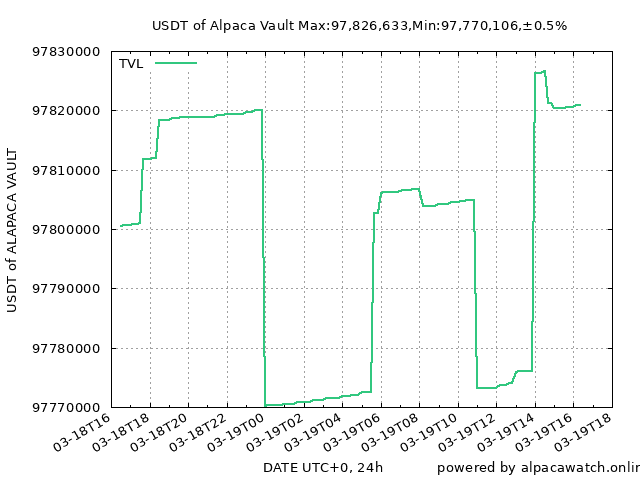 USDT of Alpaca Vault Max:97,826,633,Min:97,770,106,±0.5%
TVL
97830000
97820000
97810000
97800000
97790000
97780000
97770000
USDT of ALAPACA VAULT
03-18T16
03-18T18
03-18T20
03-18T22
03-19T00
03-19T02
03-19T04
03-19T06
03-19T08
03-19T10
03-19T12
03-19T14
03-19T16
03-19T18
DATE UTC+0, 24h
powered by alpacawatch.onlin